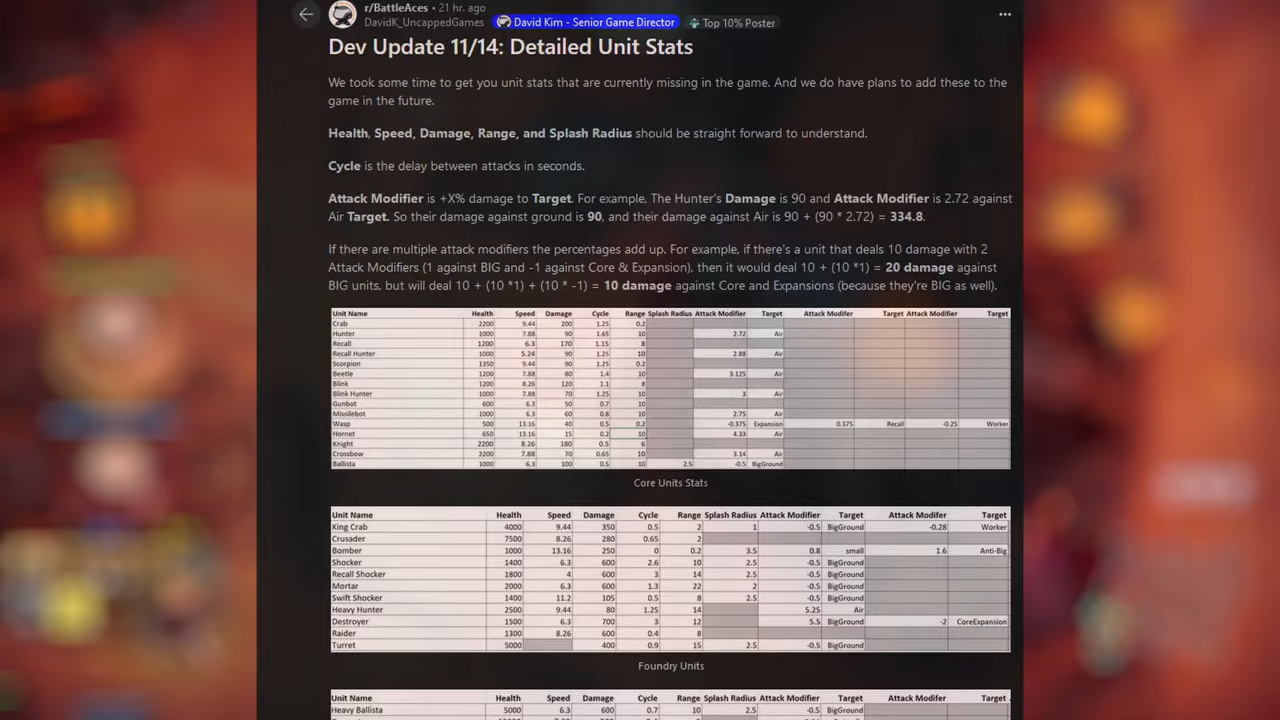 r/BattleAces • 21 hr. ago
DavidK_UncappedGames David Kim - Senior Game Director Top 10% Poster
Dev Update 11/14: Detailed Unit Stats
We took some time to get you unit stats that are currently missing in the game. And we do have plans to add these to the
game in the future.
Health, Speed, Damage, Range, and Splash Radius should be straight forward to understand.
Cycle is the delay between attacks in seconds.
Attack Modifier is +X% damage to Target. For example, The Hunter's Damage is 90 and Attack Modifier is 2.72 against
Air Target. So their damage against ground is 90, and their damage against Air is 90 + (90 * 2.72) = 334.8.
If there are multiple attack modifiers the percentages add up. For example, if there's a unit that deals 10 damage with 2
Attack Modifiers (1 against BIG and -1 against Core & Expansion), then it would deal 10 + (10 *1) = 20 damage against
BIG units, but will deal 10 + (10 *1) + (10 * -1) = 10 damage against Core and Expansions (because they're BIG as well).
Unit Name Health Speed Damage Cycle Range Splash Radius Attack Modifier Target Attack Modifer Target Attack Modifier Target
Crab 2200 9.44 200 1.25 0.2
Hunter 1000 7.88 90 1.65 10 2.72 Air
Recall 1200 6.3 170 1.15 8
Recall Hunter 1000 5.24 90 1.25 10 2.88 Air
Scorpion 1350 9.44 90 1.25 0.2
Beetle 1200 7.88 80 1.4 10 3.125 Air
Blink 1200 8.26 120 1.1 8
Blink Hunter 1000 7.88 70 1.25 10 3 Air
Gunbot 600 6.3 50 0.7 10
Missilebot 1000 6.3 60 0.8 10 2.75 Air
Wasp 500 13.16 40 0.5 0.2 -0.375 Expansion 0.375 Recall -0.25 Worker
Hornet 650 13.16 15 0.2 10 4.33 Air
Knight 2200 8.26 180 0.5 6
Crossbow 2200 7.88 70 0.65 10 3.14 Air
Ballista 1000 6.3 100 0.5 10 2.5 -0.5 BigGround
Core Units Stats
Unit Name Health Speed Damage Cycle Range Splash Radius Attack Modifier Target Attack Modifer Target
King Crab 4000 9.44 350 0.5 2 1 -0.5 BigGround -0.28 Worker
Crusader 7500 8.26 280 0.65 2
Bomber 1000 13.16 250 0 0.2 3.5 0.8 small 1.6 Anti-Big
Shocker 1400 6.3 600 2.6 10 2.5 -0.5 BigGround
Recall Shocker 1800 4 600 3 14 2.5 -0.5 BigGround
Mortar 2000 6.3 600 1.3 22 2 -0.5 BigGround
Swift Shocker 1400 11.2 105 0.5 8 2.5 -0.5 BigGround
Heavy Hunter 2500 9.44 80 1.25 14 5.25 Air
Destroyer 1500 6.3 700 3 12 5.5 BigGround -2 CoreExpansion
Raider 1300 8.26 600 0.4 8
Turret 5000 400 0.9 15 2.5 -0.5 BigGround
Foundry Units
Unit Name Health Speed Damage Cycle Range Splash Radius Attack Modifier Target Attack Modifer Target
Heavy Ballista 5000 6.3 600 0.7 10 2.5 -0.5 BigGround